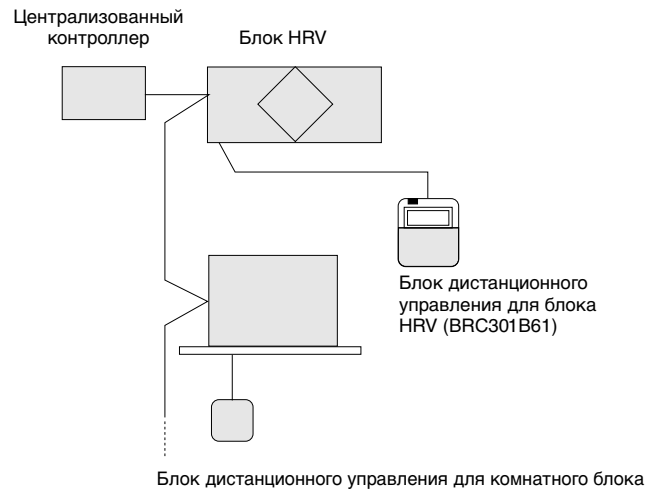 Централизованный
контроллер
Блок HRV
Блок дистанционного
управления для блока
HRV (BRC301B61)
Блок дистанционного управления для комнатного блока